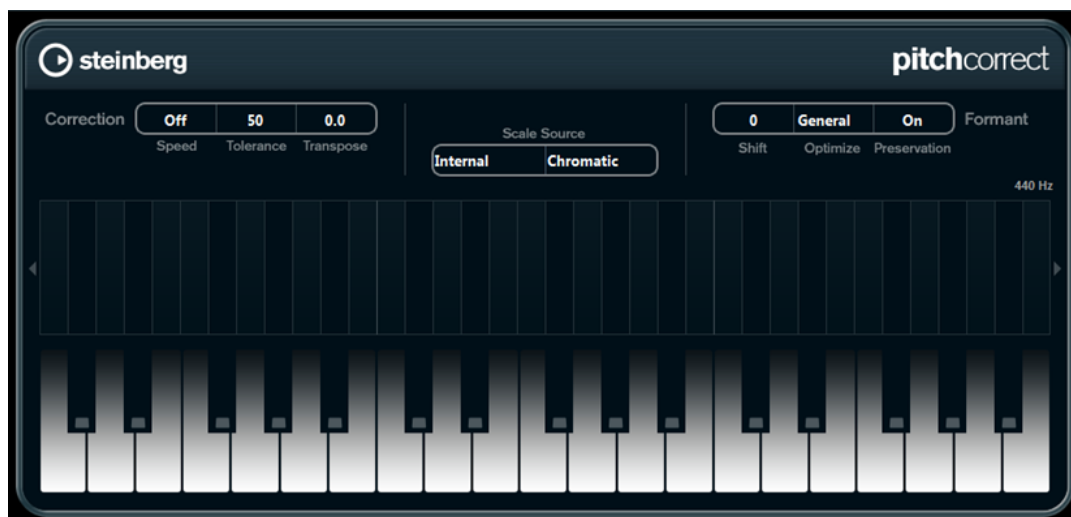 steinberg
pitchcorrect
Correction Off 50 0.0
Speed Tolerance Transpose
Scale Source
Internal Chromatic
0 General On Formant
Shift Optimize Preservation
440 Hz